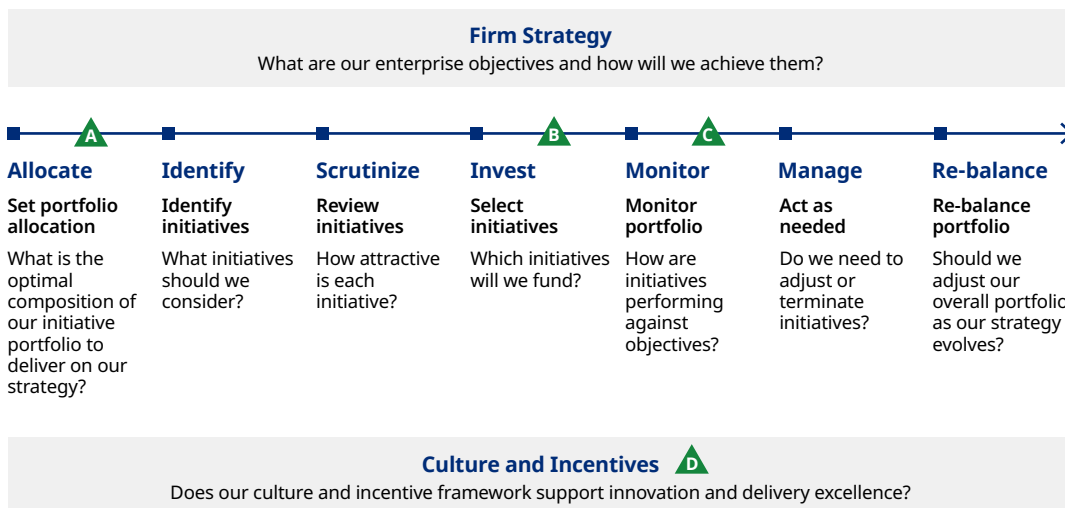 Firm Strategy
What are our enterprise objectives and how will we achieve them?
A
B
C
Allocate
Set portfolio
allocation
What is the
optimal
composition of
our initiative
portfolio to
deliver on our
strategy?
Identify
Identify
initiatives
What initiatives
should we
consider?
Scrutinize
Review
initiatives
How attractive
is each
initiative?
Invest
Select
initiatives
Which initiatives
will we fund?
Monitor
Monitor
portfolio
How are
initiatives
performing
against
objectives?
Manage
Act as
needed
Do we need to
adjust or
terminate
initiatives?
Re-balance
Re-balance
portfolio
Should we
adjust our
overall portfolio
as our strategy
evolves?
Culture and Incentives D
Does our culture and incentive framework support innovation and delivery excellence?